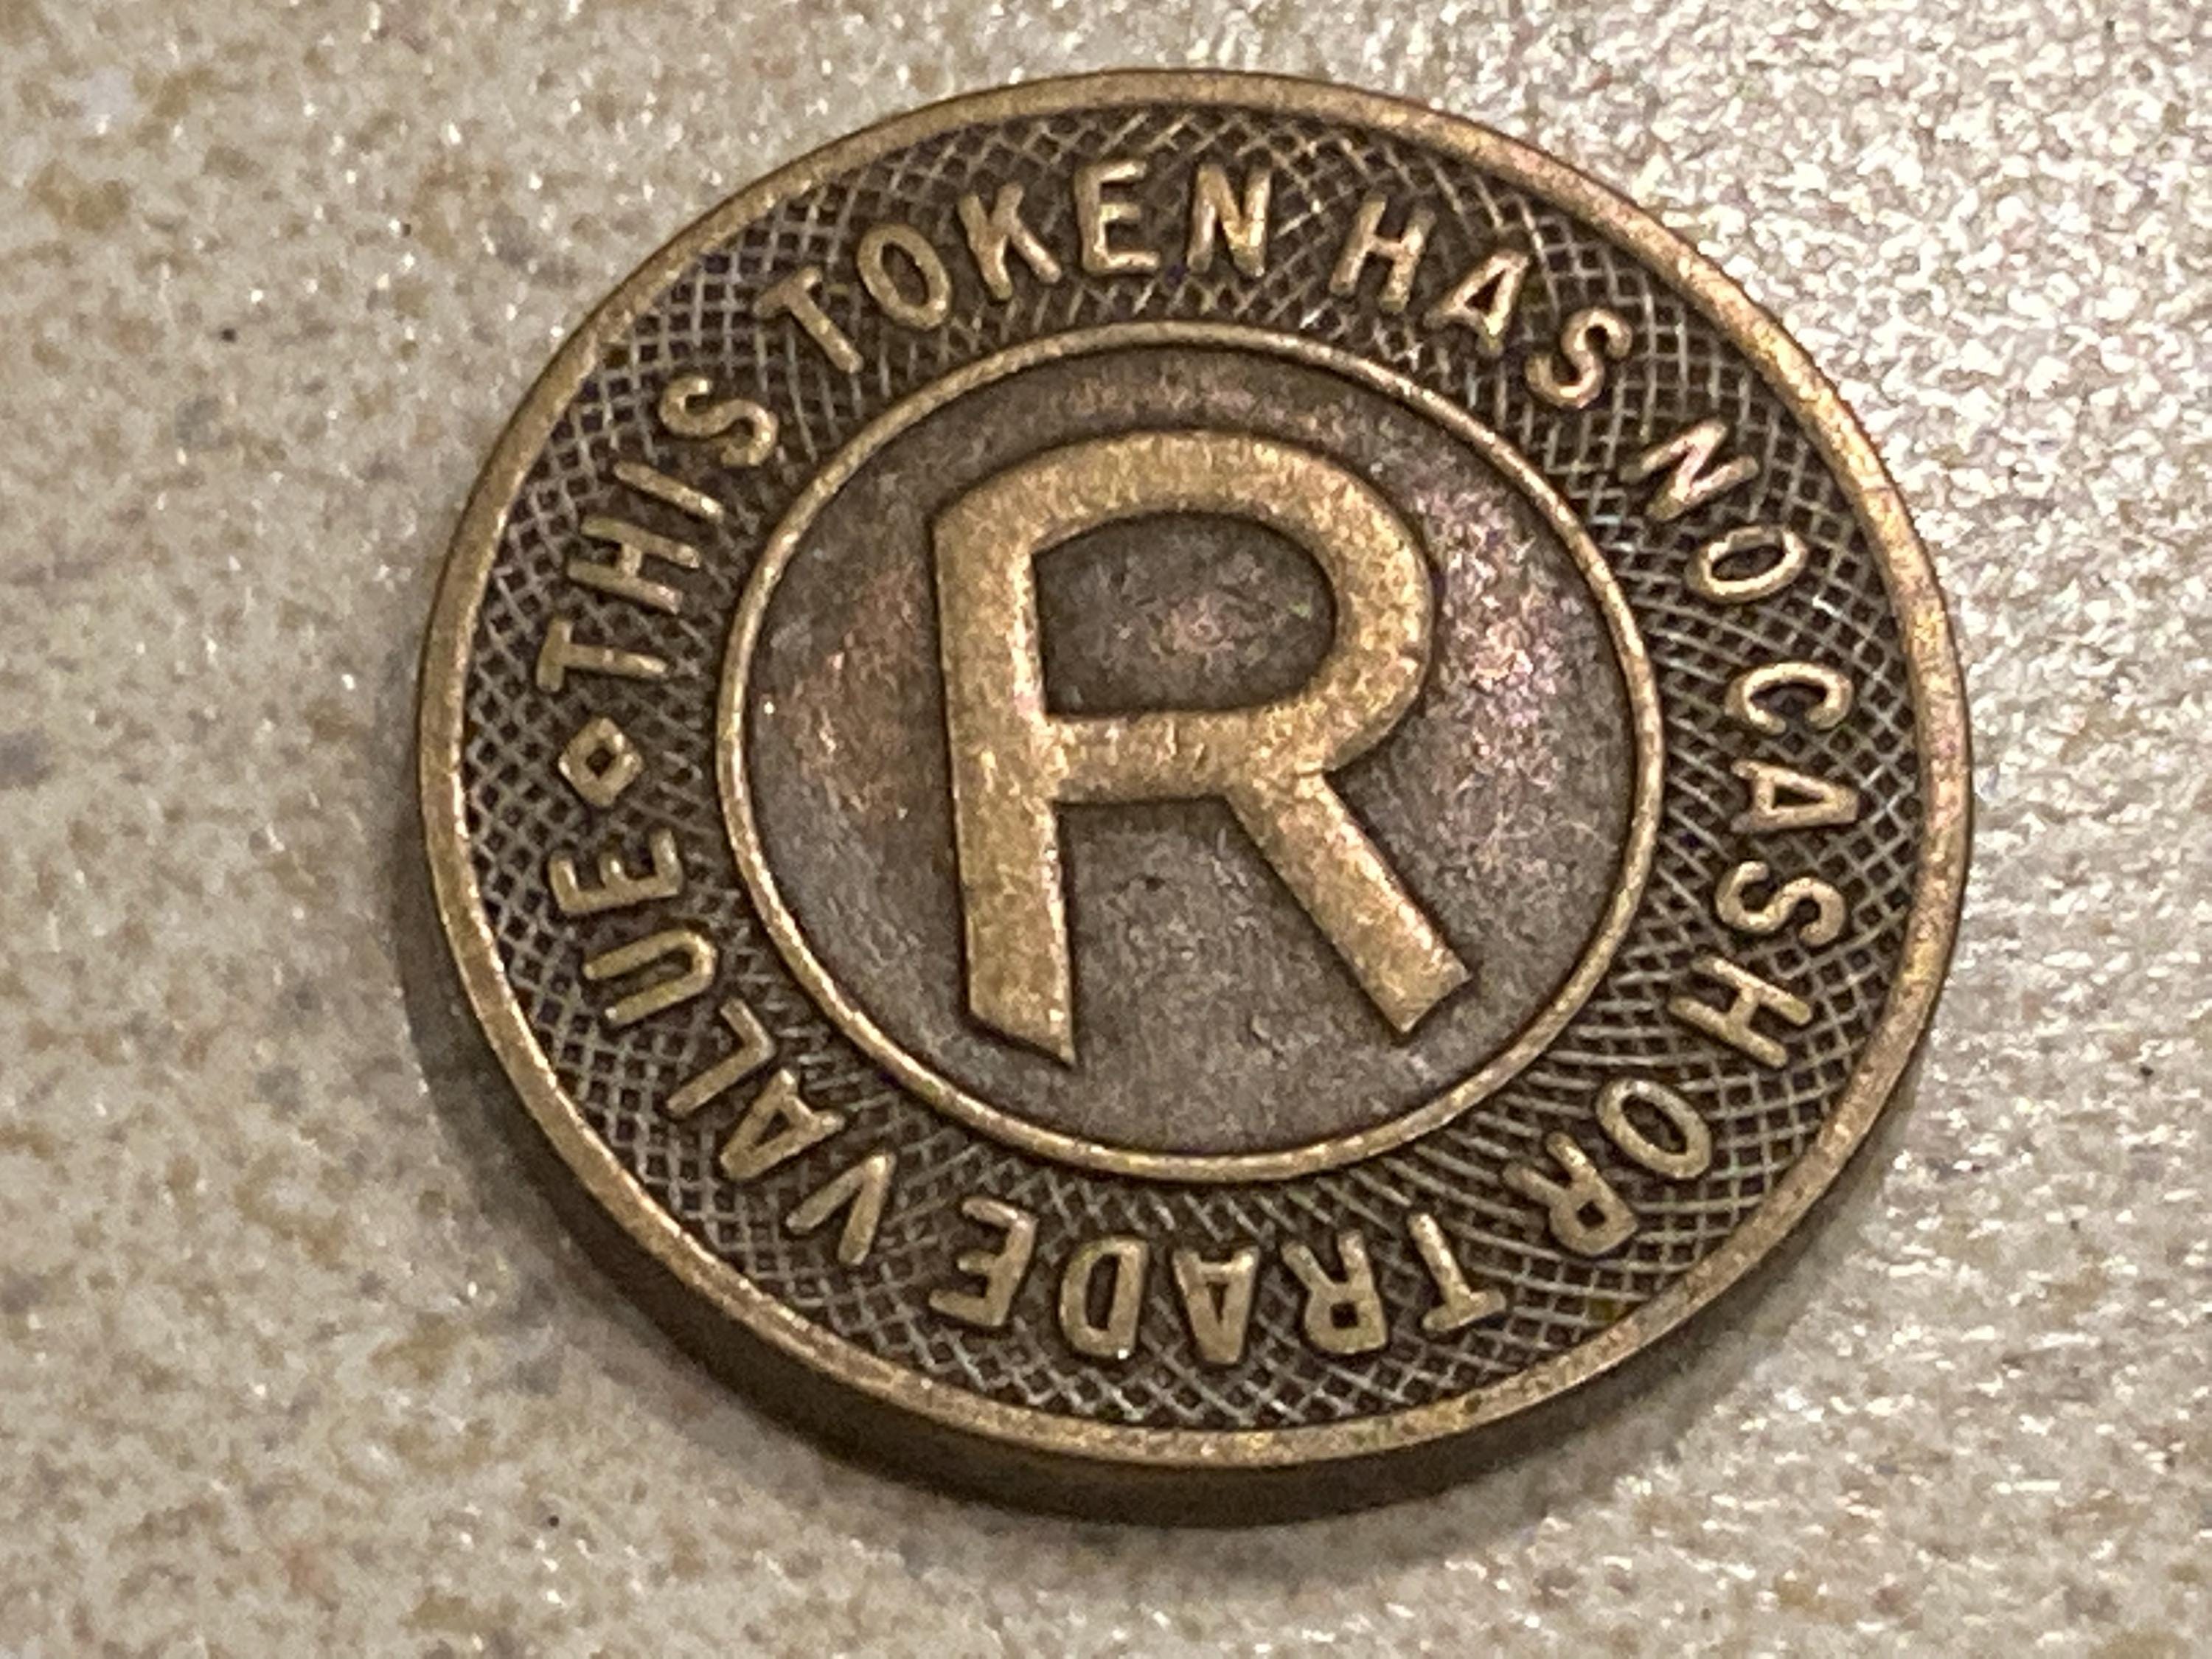 THIS TOKEN HAS NO CASH OR TRADE VALUE
R